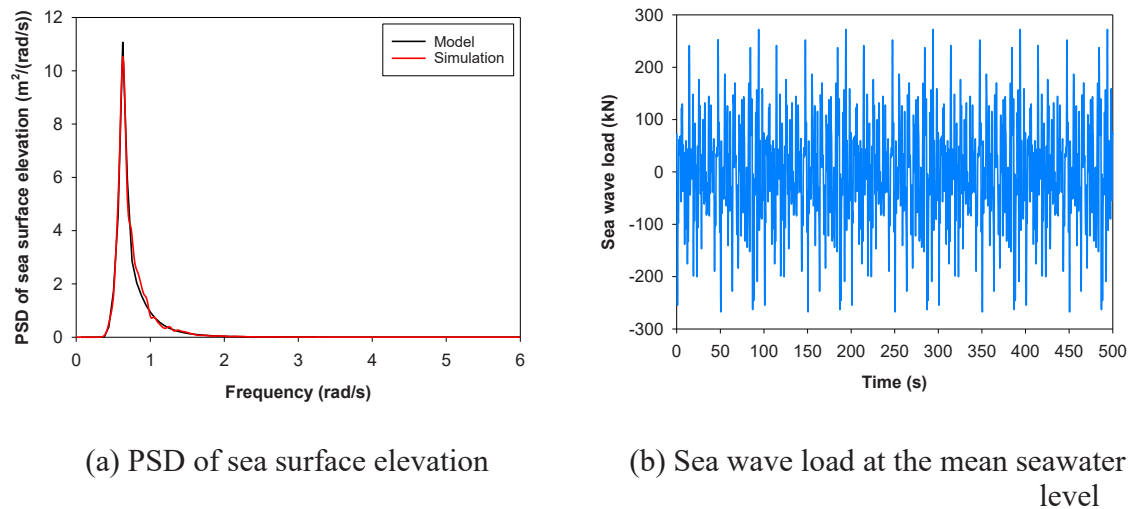 PSD of sea surface elevation (m²/(rad/s))
12
10
8
6
4
2
0
Model
Simulation
0 1 2 3 4 5 6
Frequency (rad/s)
(a) PSD of sea surface elevation
Sea wave load (kN)
300
200
100
0
-100
-200
-300
0 50 100 150 200 250 300 350 400 450 500
Time (s)
(b) Sea wave load at the mean seawater
level